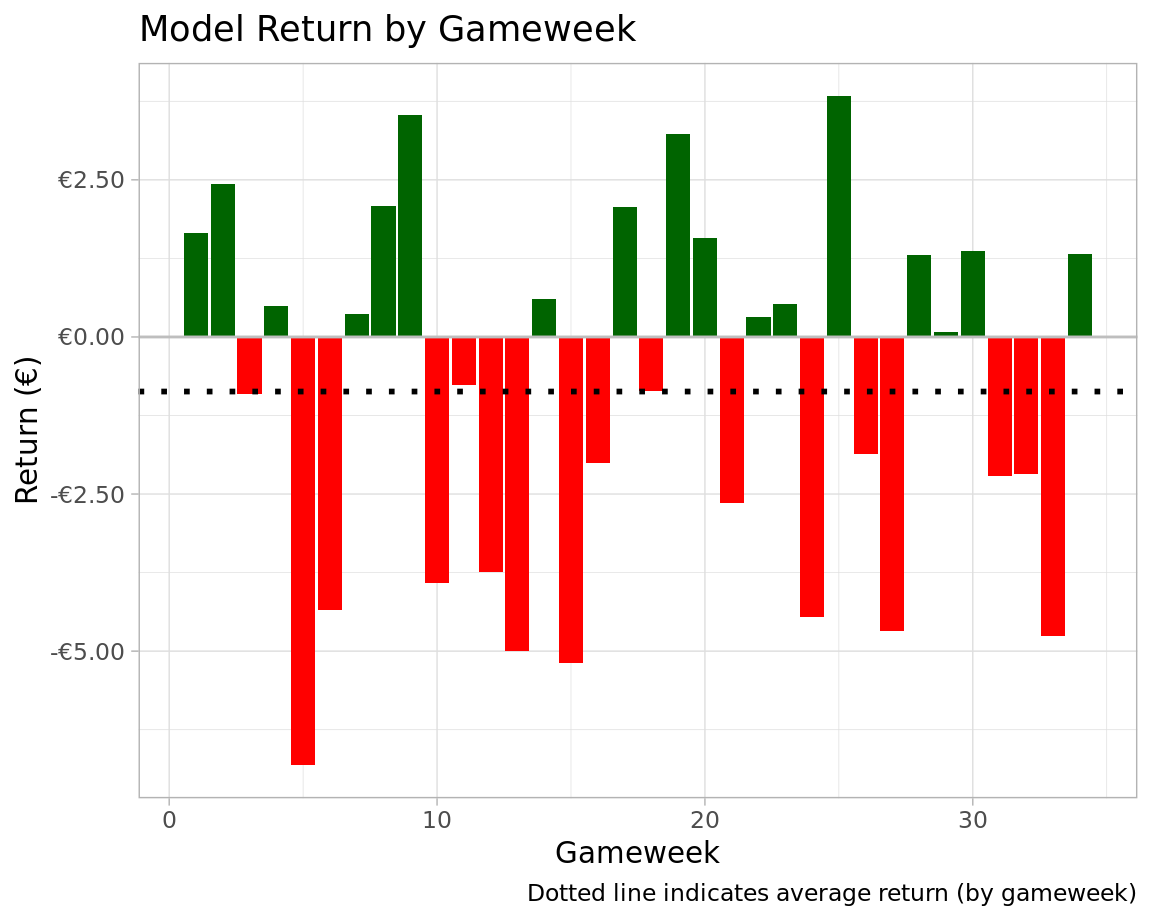 Model Return by Gameweek
€2.50
€0.00
-€2.50
-€5.00
Return (€)
0 10 20 30
Gameweek
Dotted line indicates average return (by gameweek)